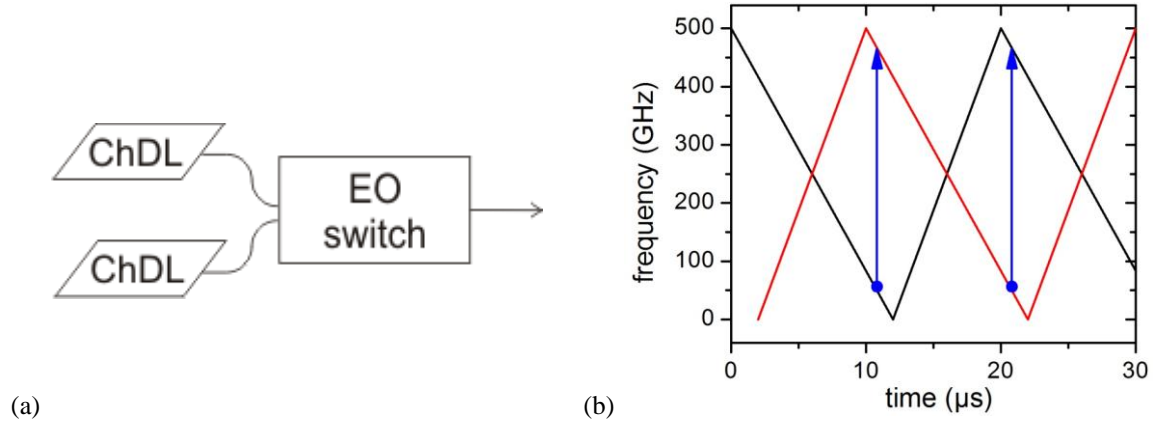 ChDL
ChDL
EO
switch
(a)
500
400
300
200
100
0
frequency (GHz)
0 10 20 30
time (µs)
(b)